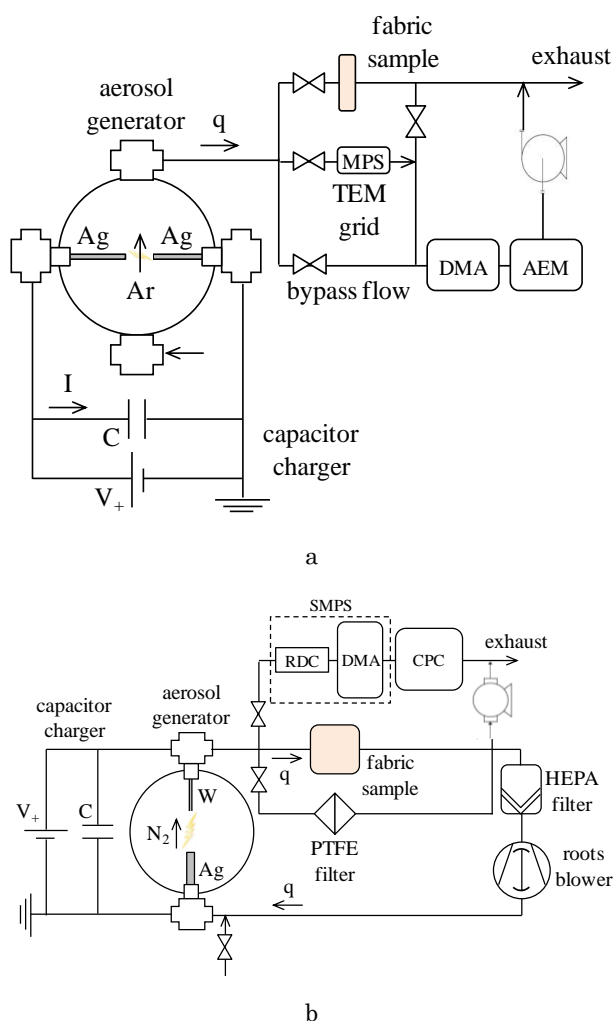 fabric
sample
exhaust
aerosol
generator
q
MPS
TEM
grid
Ag
Ag
Ar
bypass flow
DMA
AEM
I
C
capacitor
charger
V₊
a
SMPS
RDC
DMA
CPC
exhaust
aerosol
generator
capacitor
charger
q
fabric
sample
HEPA
filter
V₊
C
W
N₂
Ag
PTFE
filter
roots
blower
q
b